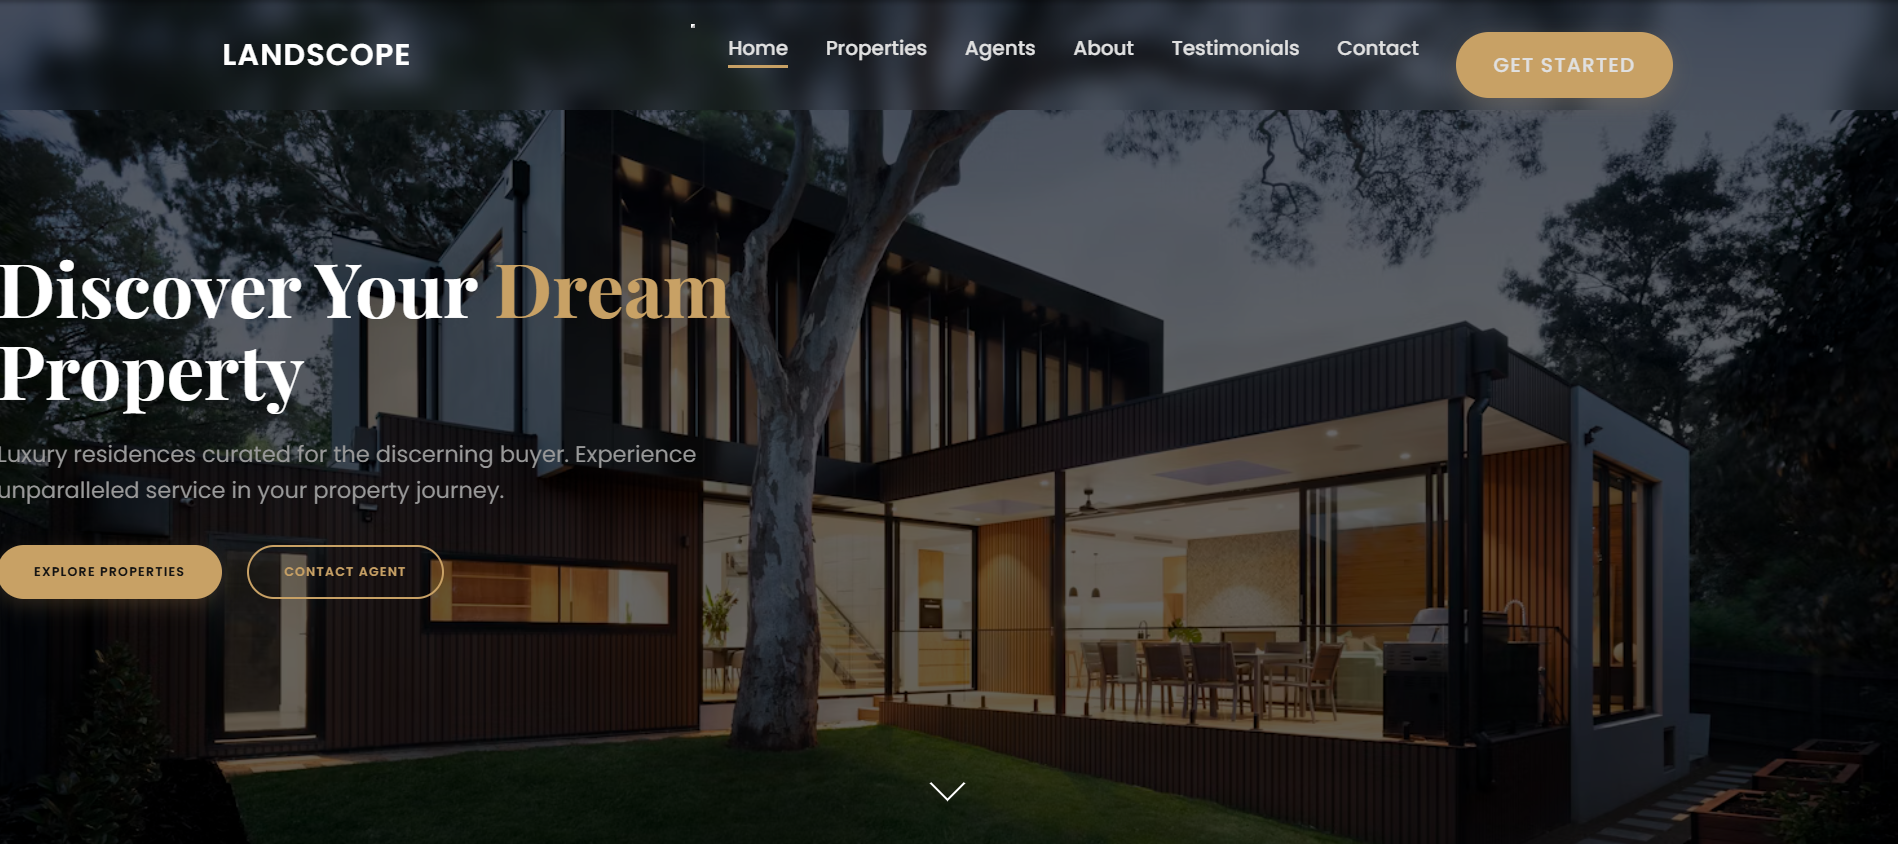 LANDSCOPE
Home Properties Agents About Testimonials Contact GET STARTED
Discover Your Dream
Property
Luxury residences curated for the discerning buyer. Experience
unparalleled service in your property journey.
EXPLORE PROPERTIES CONTACT AGENT